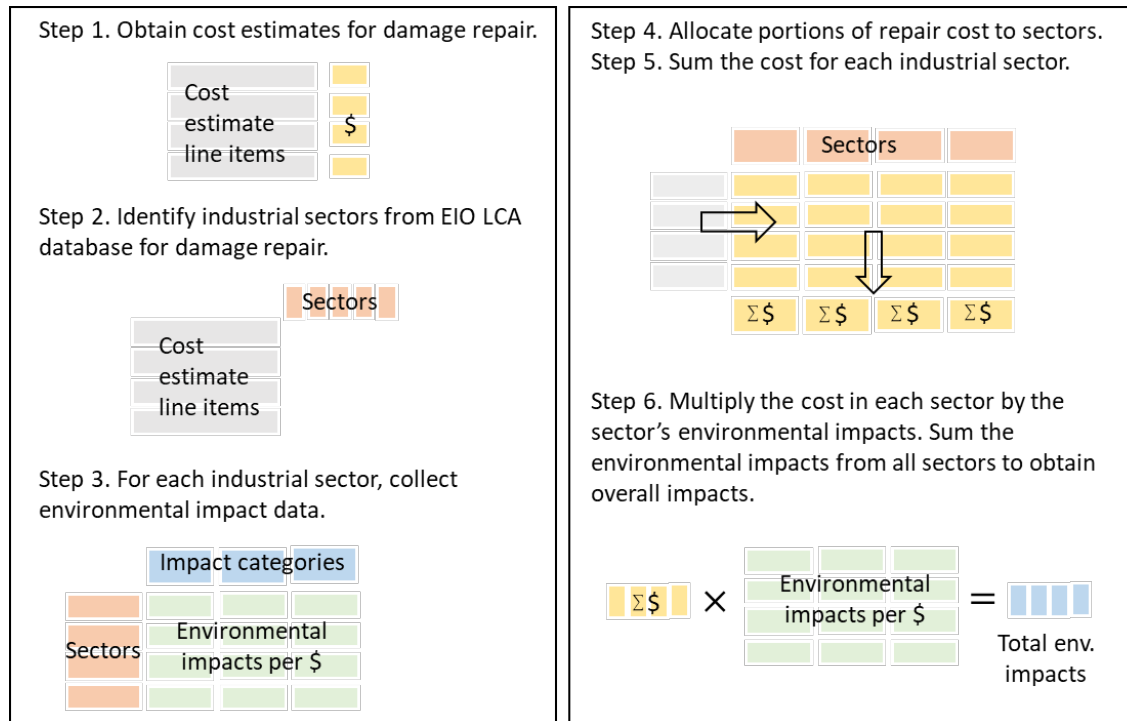 Step 1. Obtain cost estimates for damage repair.
Cost
estimate
line items
$
Step 2. Identify industrial sectors from EIO LCA
database for damage repair.
Sectors
Cost
estimate
line items
Step 3. For each industrial sector, collect
environmental impact data.
Impact categories
Sectors
Environmental
impacts per $
Step 4. Allocate portions of repair cost to sectors.
Step 5. Sum the cost for each industrial sector.
Sectors
Σ$ Σ$ Σ$ Σ$
Step 6. Multiply the cost in each sector by the
sector’s environmental impacts. Sum the
environmental impacts from all sectors to obtain
overall impacts.
Σ$ × Environmental
impacts per $ =
Total env.
impacts